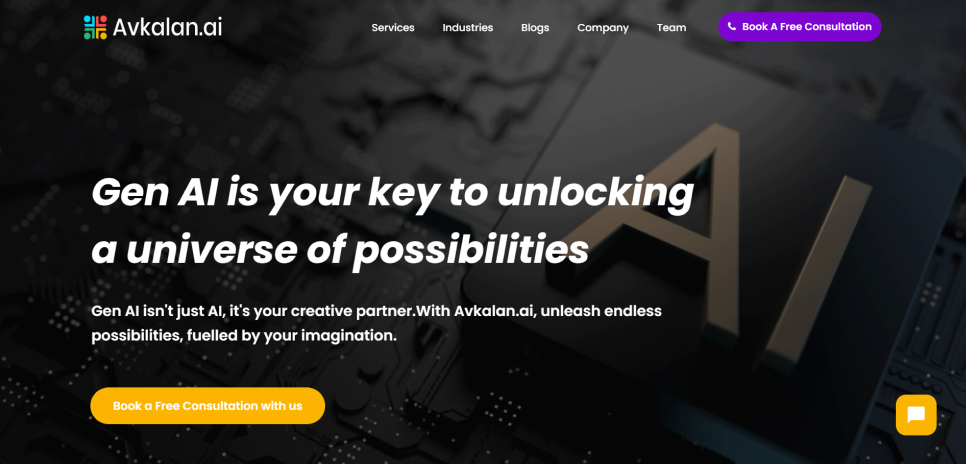 Avkalan.ai
Services Industries Blogs Company Team Book A Free Consultation
Gen AI is your key to unlocking
a universe of possibilities
Gen AI isn't just AI, it's your creative partner.With Avkalan.ai, unleash endless
possibilities, fuelled by your imagination.
Book a Free Consultation with us
AI